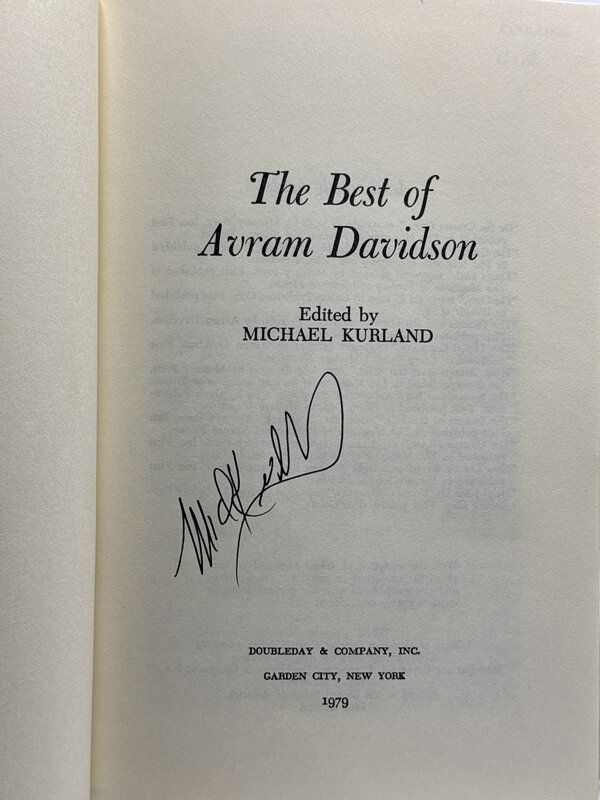 The Best of
Avram Davidson
Edited by
MICHAEL KURLAND
DOUBLEDAY & COMPANY, INC.
GARDEN CITY, NEW YORK
1979